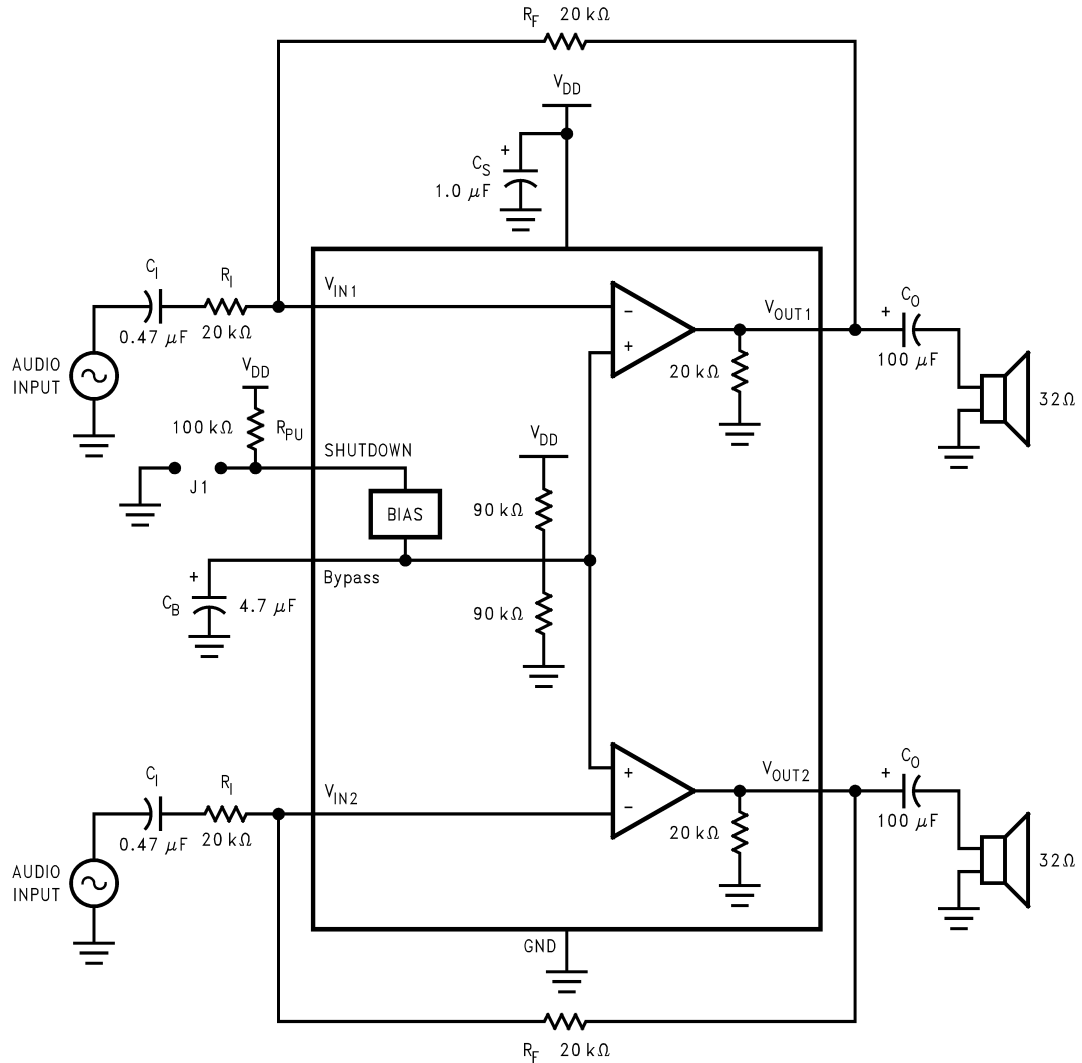 R_F 20 kΩ
V_DD
+
C_S
1.0 μF
C_I
R_I
0.47 μF
20 kΩ
AUDIO
INPUT
V_IN1
-
+
V_OUT1
20 kΩ
+
C_O
100 μF
32Ω
V_DD
100 kΩ
R_PU
SHUTDOWN
J1
BIAS
V_DD
90 kΩ
90 kΩ
Bypass
+
C_B
4.7 μF
C_I
R_I
0.47 μF
20 kΩ
AUDIO
INPUT
V_IN2
+
-
V_OUT2
20 kΩ
+
C_O
100 μF
32Ω
GND
R_F 20 kΩ